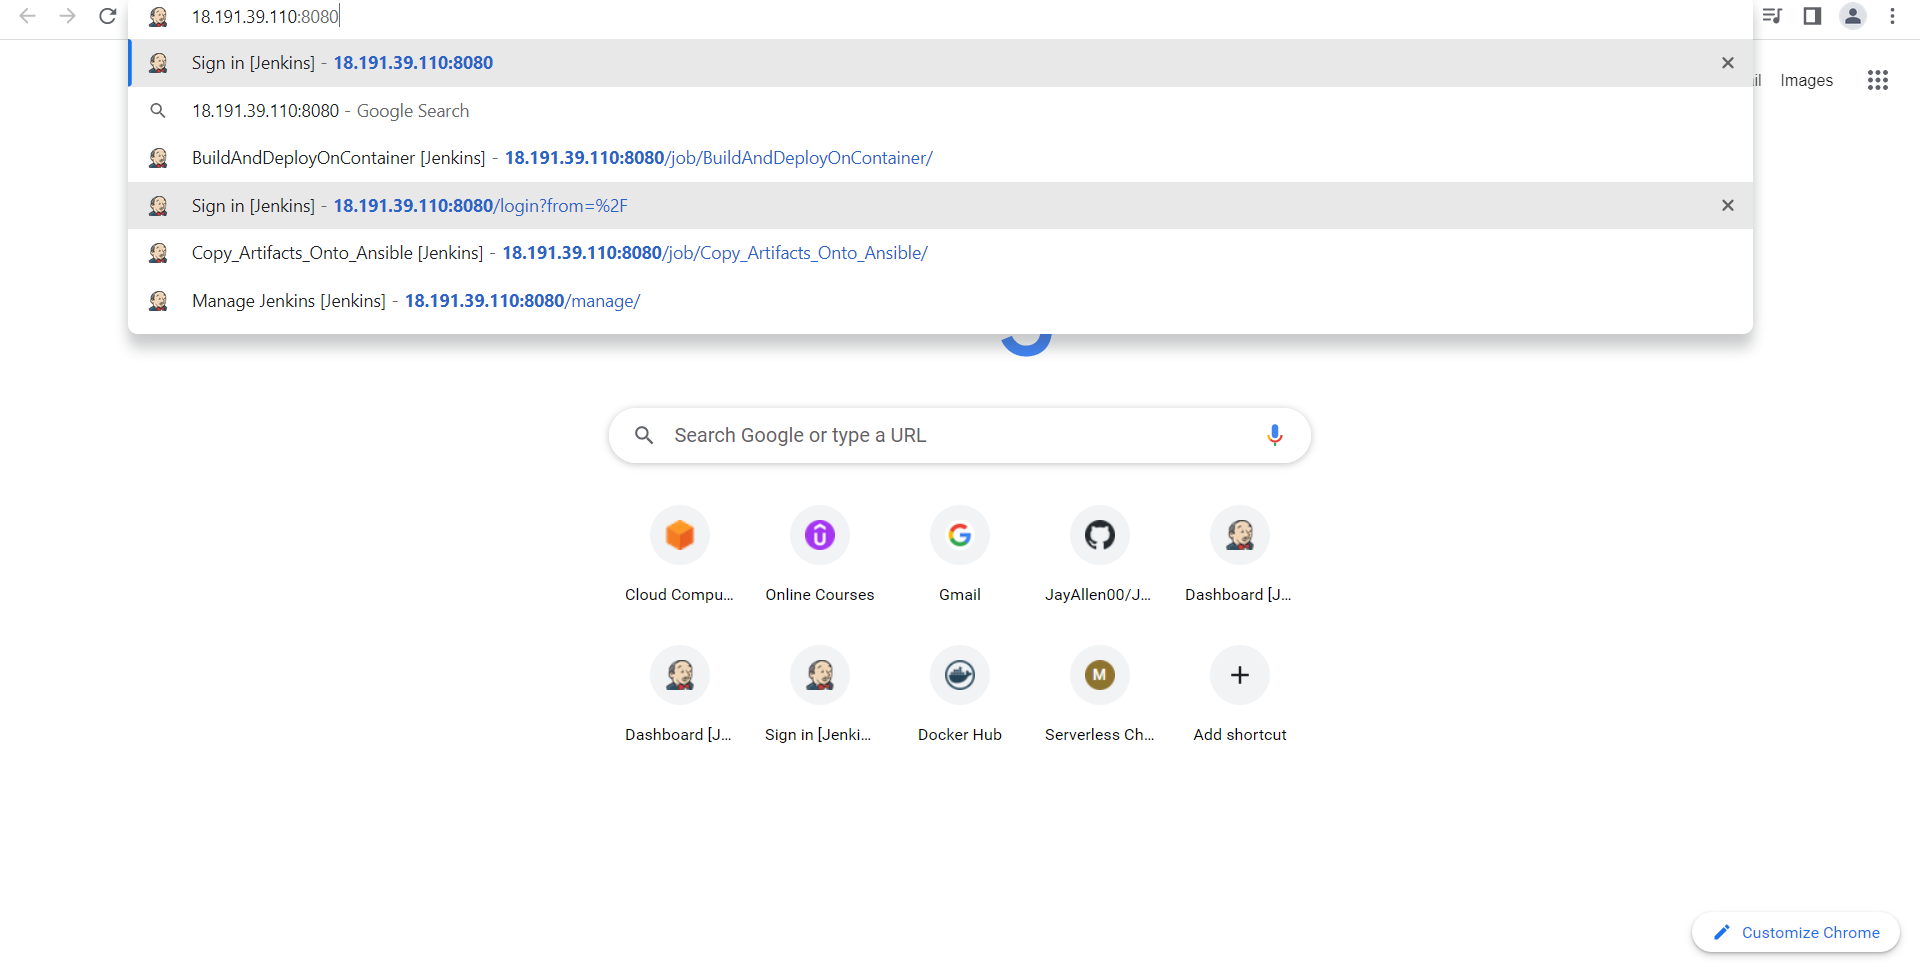 18.191.39.110:8080
Sign in [Jenkins] - 18.191.39.110:8080
18.191.39.110:8080 - Google Search
il Images
BuildAndDeployOnContainer [Jenkins] - 18.191.39.110:8080/job/BuildAndDeployOnContainer/
Sign in [Jenkins] - 18.191.39.110:8080/login?from=%2F
Copy_Artifacts_Onto_Ansible [Jenkins] - 18.191.39.110:8080/job/Copy_Artifacts_Onto_Ansible/
Manage Jenkins [Jenkins] - 18.191.39.110:8080/manage/
Search Google or type a URL
Cloud Compu... Online Courses Gmail JayAllen00/J... Dashboard [J...
M
Dashboard [J... Sign in [Jenki... Docker Hub Serverless Ch... Add shortcut
Customize Chrome